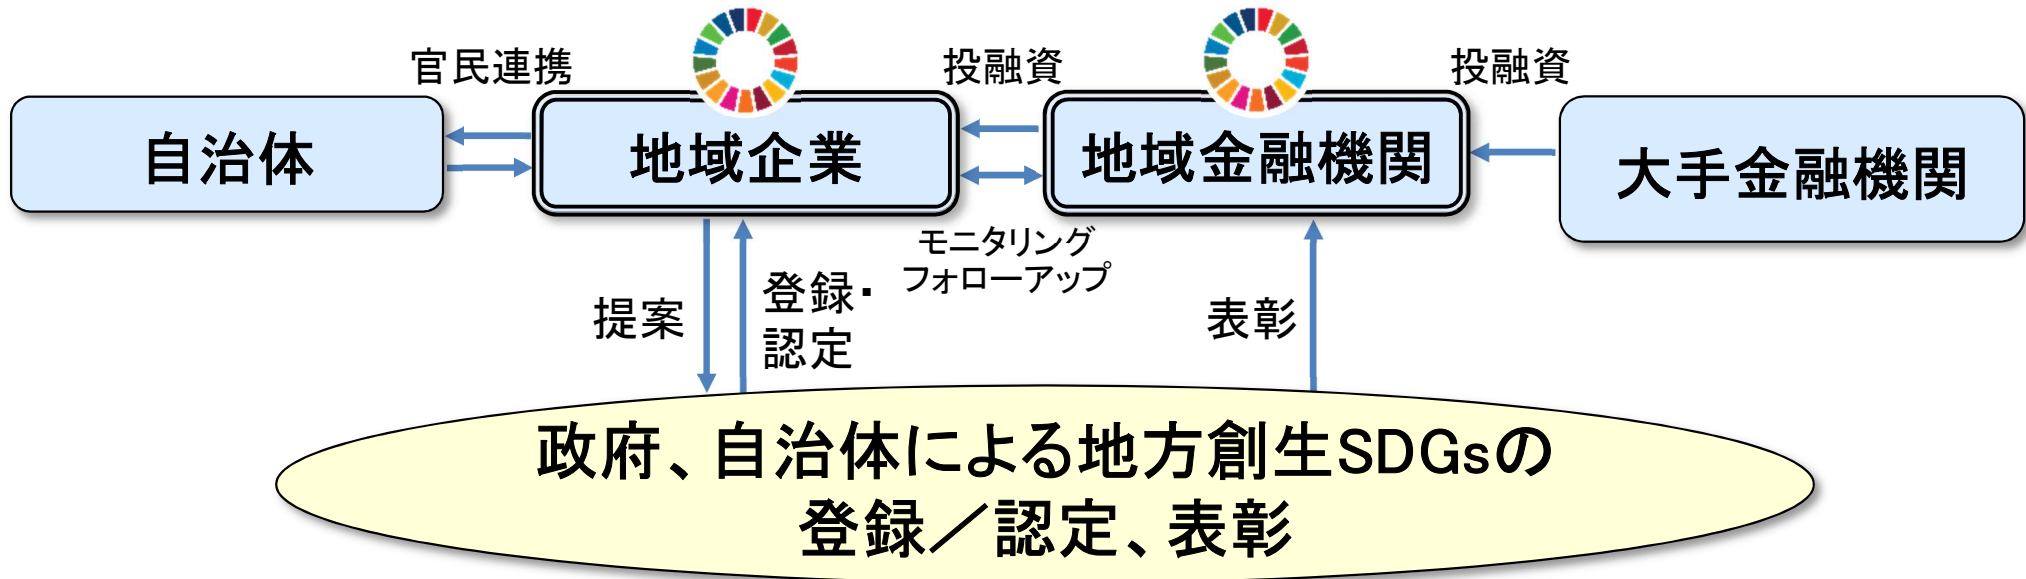 官民連携
投融資
投融資
自治体
地域企業
地域金融機関
大手金融機関
モニタリング
フォローアップ
提案
登録・
認定
表彰
政府、自治体による地方創生SDGsの
登録／認定、表彰